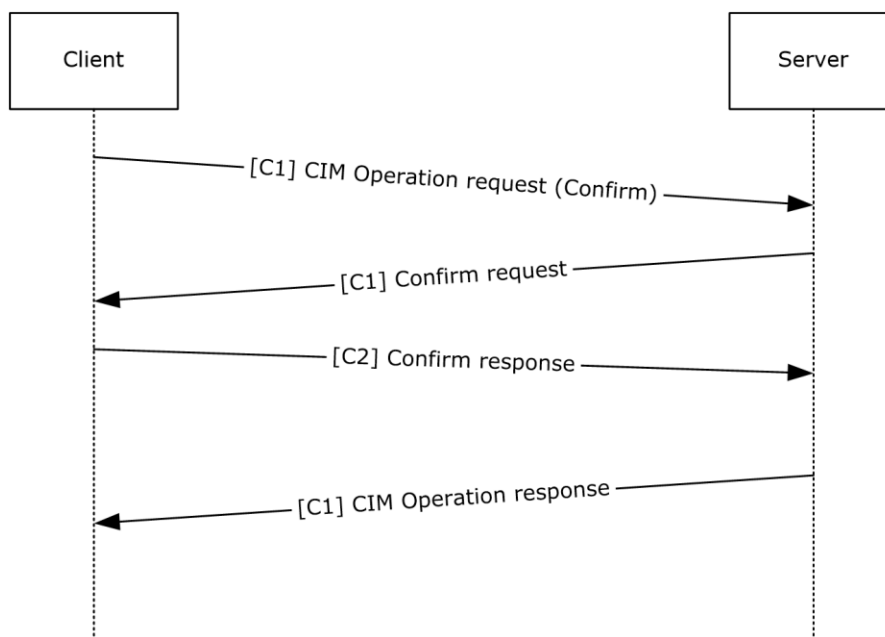 Client
Server
[C1] CIM Operation request (Confirm)
[C1] Confirm request
[C2] Confirm response
[C1] CIM Operation response